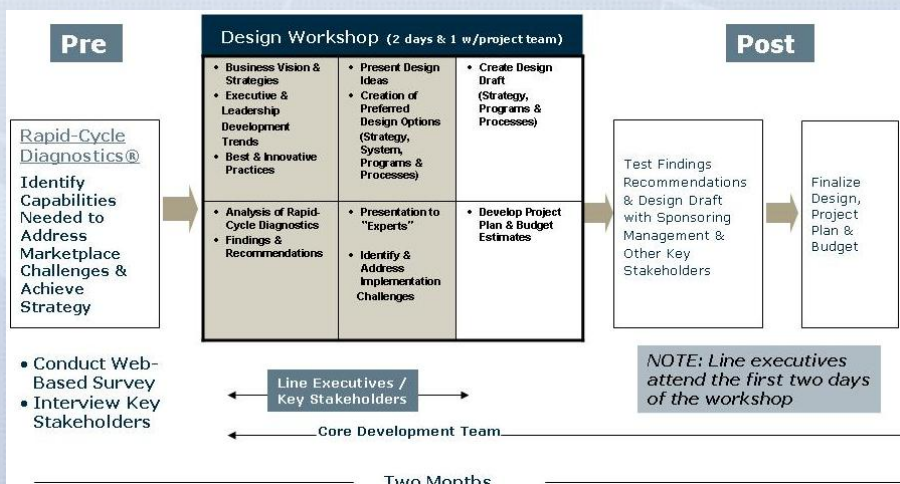 Pre
Design Workshop (2 days & 1 w/project team)
Post
Rapid-Cycle
Diagnostics®
Identify
Capabilities
Needed to
Address
Marketplace
Challenges &
Achieve
Strategy
• Business Vision &
Strategies
• Executive &
Leadership
Development
Trends
• Best & Innovative
Practices
• Present Design
Ideas
• Creation of
Preferred
Design Options
(Strategy,
System,
Programs &
Processes)
• Create Design
Draft
(Strategy,
Programs &
Processes)
• Analysis of Rapid-
Cycle Diagnostics
• Findings &
Recommendations
• Presentation to
"Experts"
• Identify &
Address
Implementation
Challenges
• Develop Project
Plan & Budget
Estimates
Test Findings
Recommendations
& Design Draft
with Sponsoring
Management &
Other Key
Stakeholders
Finalize
Design,
Project
Plan &
Budget
• Conduct Web-
Based Survey
• Interview Key
Stakeholders
Line Executives /
Key Stakeholders
NOTE: Line executives
attend the first two days
of the workshop
Core Development Team
Two Months